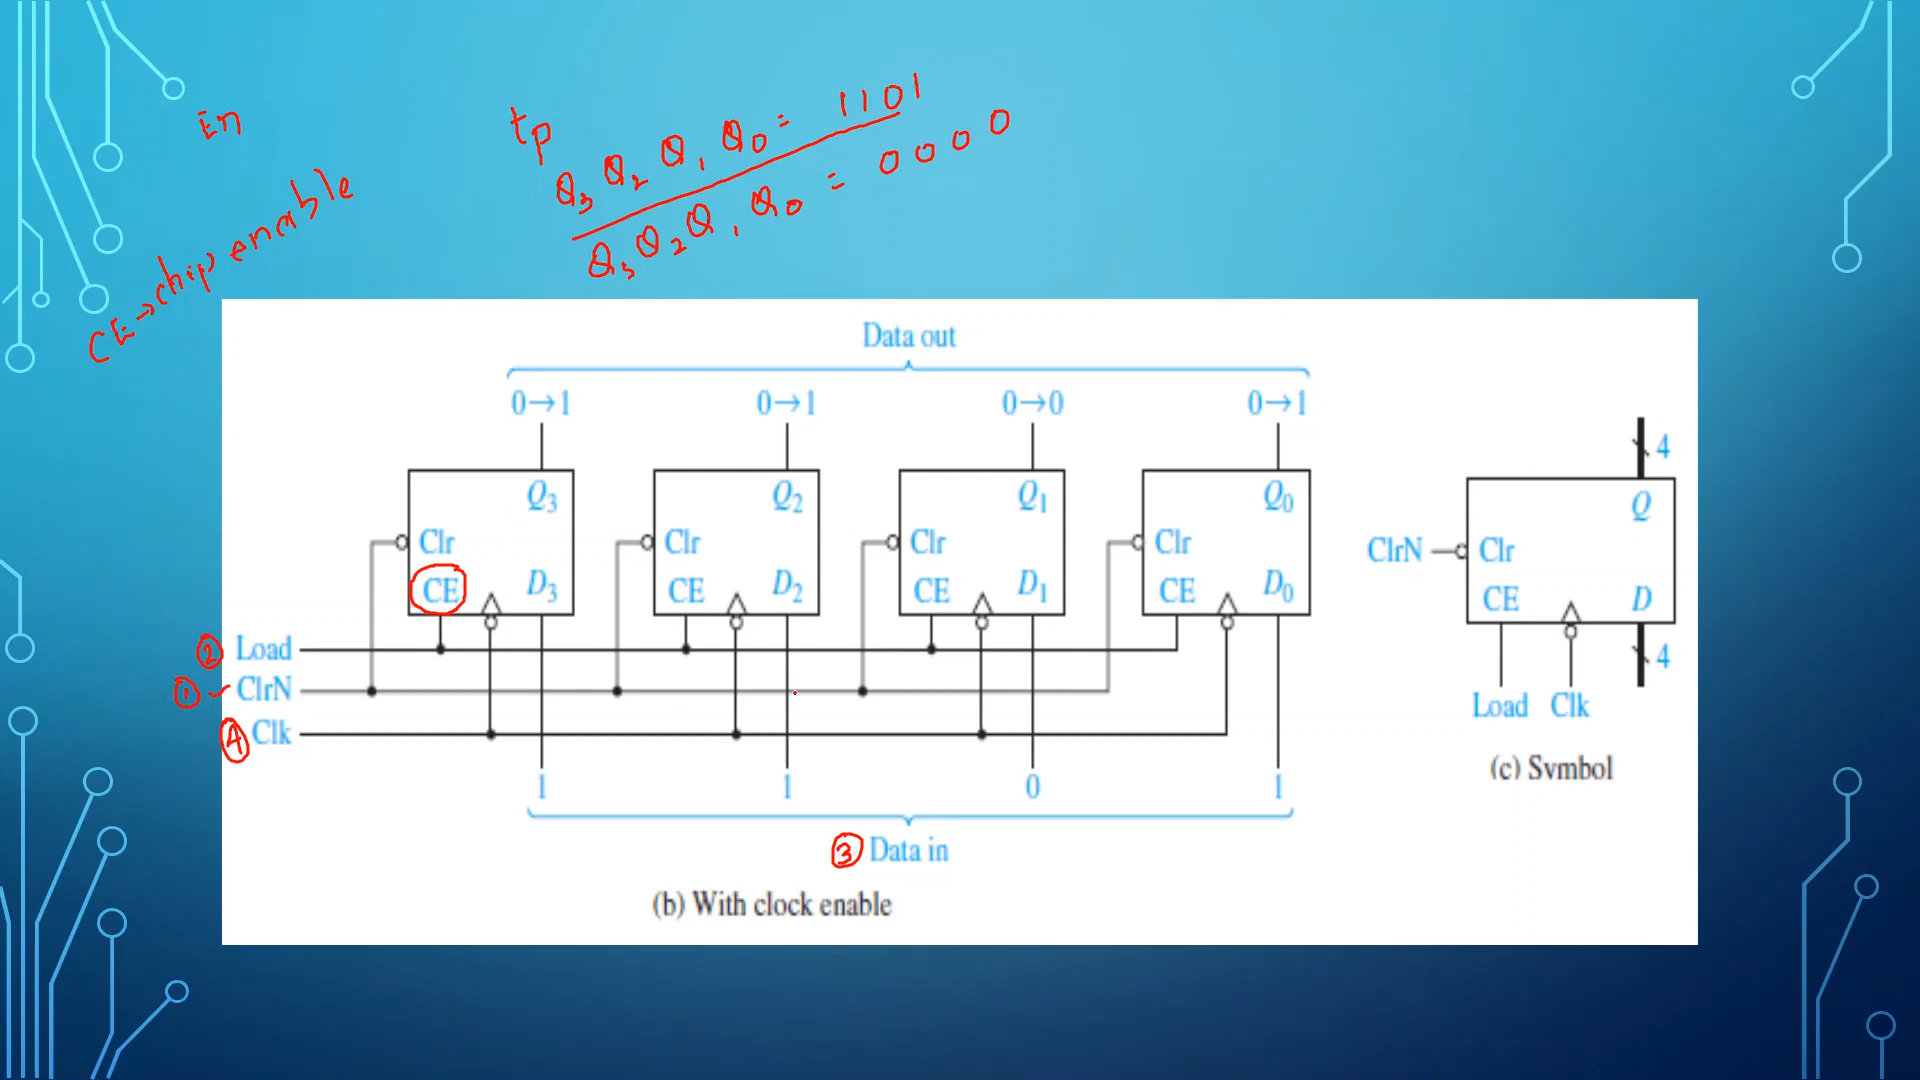 En
CE→chip enable
tp
Q3 Q2 Q1 Q0 = 1101
Q3 Q2 Q1 Q0 = 0000
Data out
0→1 0→1 0→0 0→1
Q3 Q2 Q1 Q0
Clr Clr Clr Clr
CE D3 CE D2 CE D1 CE D0
② Load
① ClrN
④ Clk
1 1 0 1
③ Data in
(b) With clock enable
4
Q
ClrN Clr
CE D
4
Load Clk
(c) Symbol